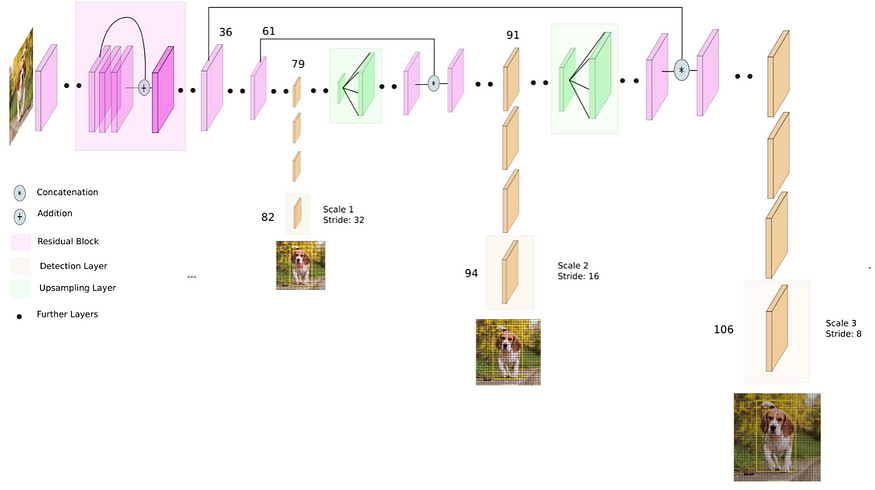 36
61
79
91
Concatenation
Addition
Residual Block
Detection Layer
Upsampling Layer
Further Layers
---
82
Scale 1
Stride: 32
94
Scale 2
Stride: 16
106
Scale 3
Stride: 8
-